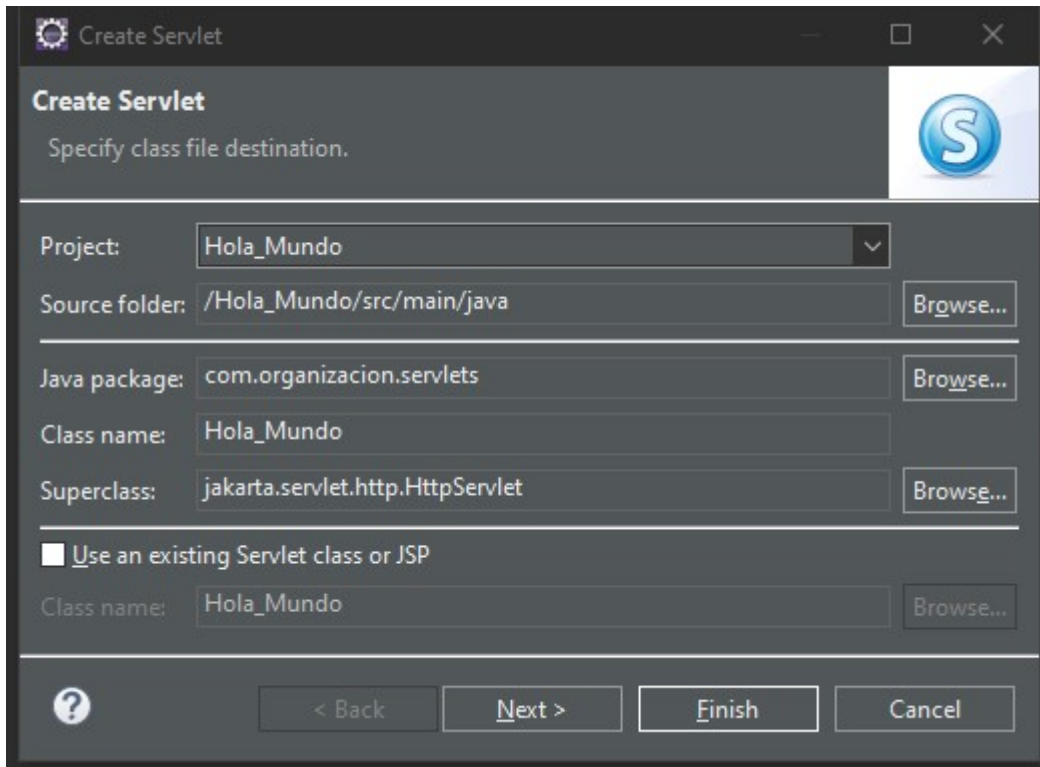 Create Servlet
Create Servlet
Specify class file destination.
S
Project: Hola_Mundo
Source folder: /Hola_Mundo/src/main/java Browse...
Java package: com.organizacion.servlets Browse...
Class name: Hola_Mundo
Superclass: jakarta.servlet.http.HttpServlet Browse...
Use an existing Servlet class or JSP
Class name: Hola_Mundo Browse...
? < Back Next > Finish Cancel